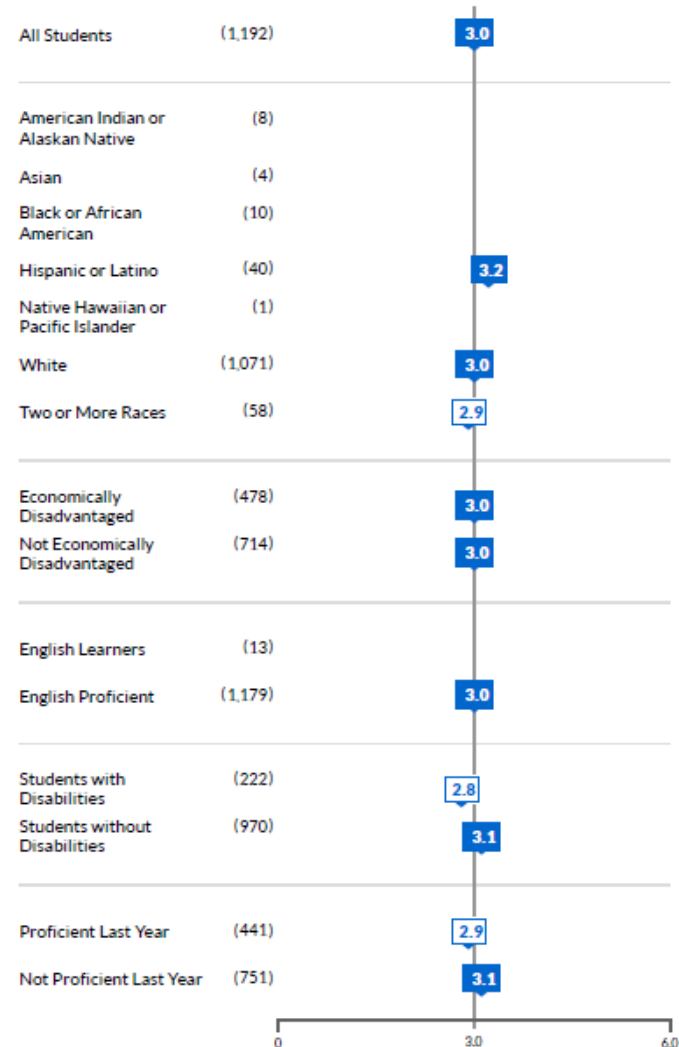 All Students (1,192) 3.0
American Indian or (8)
Alaskan Native
Asian (4)
Black or African (10)
American
Hispanic or Latino (40) 3.2
Native Hawaiian or (1)
Pacific Islander
White (1,071) 3.0
Two or More Races (58) 2.9
Economically (478) 3.0
Disadvantaged
Not Economically (714) 3.0
Disadvantaged
English Learners (13)
English Proficient (1,179) 3.0
Students with (222) 2.8
Disabilities
Students without (970) 3.1
Disabilities
Proficient Last Year (441) 2.9
Not Proficient Last Year (751) 3.1
0 3.0 6.0